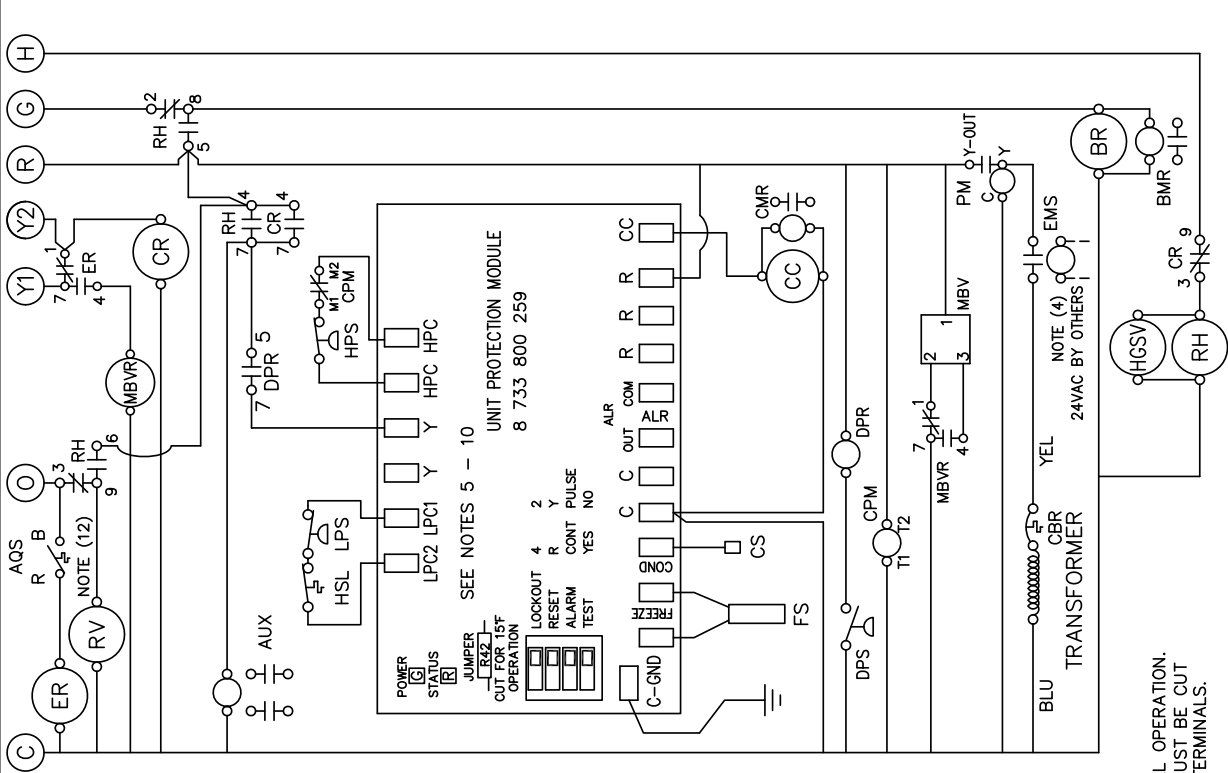 C
O
Y1
Y2
R
G
H
AQS
R
B
ER
NOTE (12)
RV
3
9
RH
6
MBVR
7
1
4
ER
CR
2
8
RH
5
AUX
4
RH
7
4
CR
7
7
5
DPR
HSL
LPS
HPS
M1
M2
CPM
LPC2
LPC1
Y
Y
HPC
HPC
POWER
G
STATUS
R
JUMPER
R42
CUT FOR 15°F
OPERATION
SEE NOTES 5 - 10
UNIT PROTECTION MODULE
8 733 800 259
LOCKOUT 4 2
RESET R Y
ALARM CONT PULSE
TEST YES NO
C-GND
FREEZE
COND
C
C
OUT
ALR
COM
ALR
R
R
R
CC
FS
CS
CC
CMR
DPS
DPR
CPM
T1
T2
7
1
4
MBVR
2
3
1
MBV
PM
Y-OUT
C
Y
BLU
TRANSFORMER
CBR
YEL
EMS
NOTE (4)
24VAC BY OTHERS
BR
BMR
HGSV
RH
3
9
CR
L OPERATION.
UST BE CUT
TERMINALS.